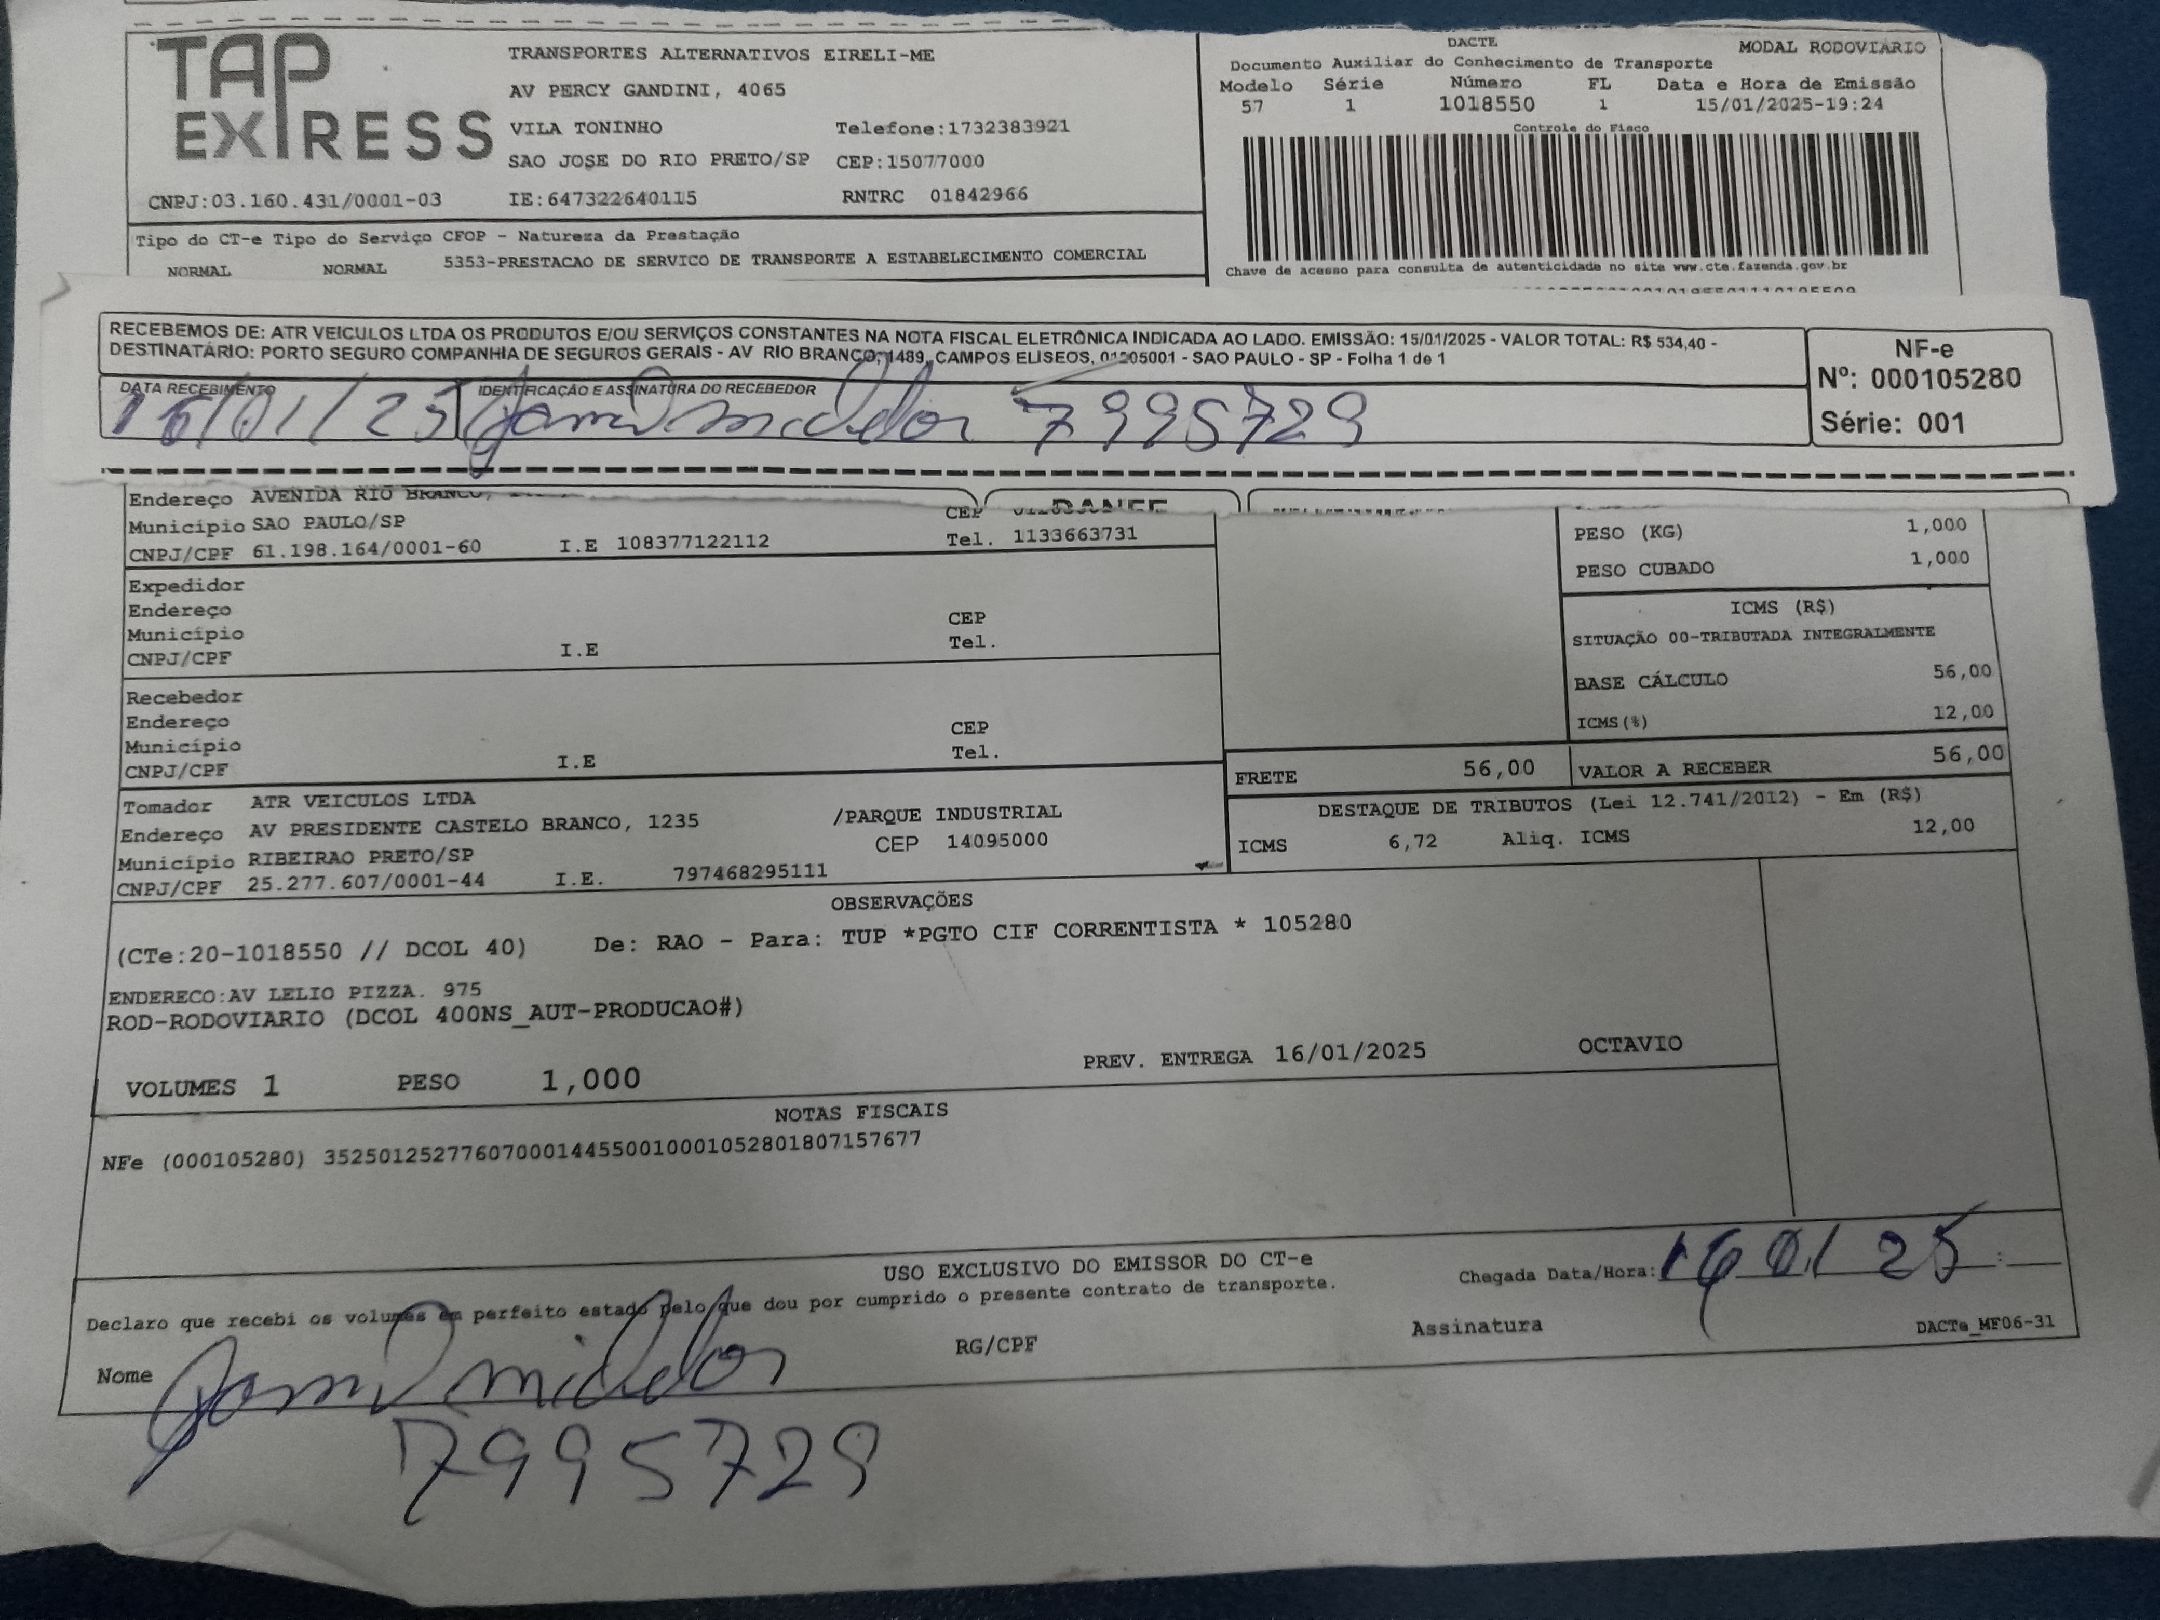 TAP EXPRESS
TRANSPORTES ALTERNATIVOS EIRELI-ME
AV PERCY GANDINI, 4065
VILA TONINHO Telefone:1732383921
SAO JOSE DO RIO PRETO/SP CEP:15077000
CNPJ:03.160.431/0001-03 IE:647322640115 RNTRC 01842966
DACTE MODAL RODOVIÁRIO
Documento Auxiliar do Conhecimento de Transporte
Modelo Série Número FL Data e Hora de Emissão
57 1 1018550 1 15/01/2025-19:24
Controle do Fisco
Chave de acesso para consulta de autenticidade no site www.cte.fazenda.gov.br
Tipo do CT-e Tipo do Serviço CFOP - Natureza da Prestação
NORMAL NORMAL 5353-PRESTACAO DE SERVICO DE TRANSPORTE A ESTABELECIMENTO COMERCIAL
RECEBEMOS DE: ATR VEICULOS LTDA OS PRODUTOS E/OU SERVIÇOS CONSTANTES NA NOTA FISCAL ELETRÔNICA INDICADA AO LADO. EMISSÃO: 15/01/2025 - VALOR TOTAL: R$ 534,40 -
DESTINATÁRIO: PORTO SEGURO COMPANHIA DE SEGUROS GERAIS - AV RIO BRANCO, 1489, CAMPOS ELISEOS, 01205001 - SAO PAULO - SP - Folha 1 de 1
DATA RECEBIMENTO IDENTIFICAÇÃO E ASSINATURA DO RECEBEDOR
16/01/25 7995729
NF-e
Nº: 000105280
Série: 001
DANFE
Endereço AVENIDA RIO BRANCO, CEP
Município SAO PAULO/SP
CNPJ/CPF 61.198.164/0001-60 I.E 108377122112 Tel. 1133663731
PESO (KG) 1,000
PESO CUBADO 1,000
Expedidor
Endereço
Município CEP
CNPJ/CPF I.E Tel.
ICMS (R$)
SITUAÇÃO 00-TRIBUTADA INTEGRALMENTE
BASE CÁLCULO 56,00
ICMS(%) 12,00
Recebedor
Endereço
Município CEP
CNPJ/CPF I.E Tel.
FRETE 56,00 VALOR A RECEBER 56,00
Tomador ATR VEICULOS LTDA
Endereço AV PRESIDENTE CASTELO BRANCO, 1235 /PARQUE INDUSTRIAL
Município RIBEIRAO PRETO/SP CEP 14095000
CNPJ/CPF 25.277.607/0001-44 I.E. 797468295111
DESTAQUE DE TRIBUTOS (Lei 12.741/2012) - Em (R$)
ICMS 6,72 Aliq. ICMS 12,00
OBSERVAÇÕES
(CTe:20-1018550 // DCOL 40) De: RAO - Para: TUP *PGTO CIF CORRENTISTA * 105280
ENDERECO:AV LELIO PIZZA. 975
ROD-RODOVIARIO (DCOL 400NS_AUT-PRODUCAO#)
PREV. ENTREGA 16/01/2025 OCTAVIO
VOLUMES 1 PESO 1,000
NOTAS FISCAIS
NFe (000105280) 35250125277607000144550010001052801807157677
USO EXCLUSIVO DO EMISSOR DO CT-e
Chegada Data/Hora: 16 01 25 :
Declaro que recebi os volumes em perfeito estado pelo que dou por cumprido o presente contrato de transporte.
Nome RG/CPF Assinatura DACTe_MF06-31
7995729